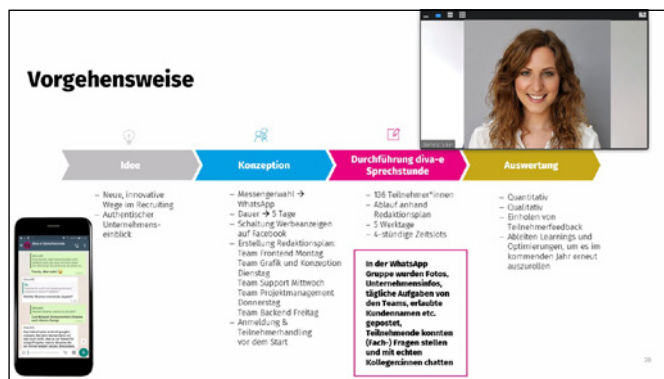 Vorgehensweise
Idee
Konzeption
Durchführung diva-e
Sprechstunde
Auswertung
– Neue, innovative
Wege im Recruiting
– Authentischer
Unternehmens-
einblick
– Messengerwahl →
WhatsApp
– Dauer → 5 Tage
– Schaltung Werbeanzeigen
auf Facebook
– Erstellung Redaktionsplan:
Team Frontend Montag
Team Grafik und Konzeption
Dienstag
Team Support Mittwoch
Team Projektmanagement
Donnerstag
Team Backend Freitag
– Anmeldung &
Teilnehmerhandling
vor dem Start
– 136 Teilnehmer*innen
– Ablauf anhand
Redaktionsplan
– 5 Werktage
– 4-stündige Zeitslots
In der WhatsApp
Gruppe wurden Fotos,
Unternehmensinfos,
tägliche Aufgaben von
den Teams, erlaubte
Kundennamen etc.
gepostet,
Teilnehmende konnten
(Fach-) Fragen stellen
und mit echten
Kollegen:innen chatten
– Quantitativ
– Qualitativ
– Einholen von
Teilnehmerfeedback
– Ableiten Learnings und
Optimierungen, um es im
kommenden Jahr erneut
auszurollen